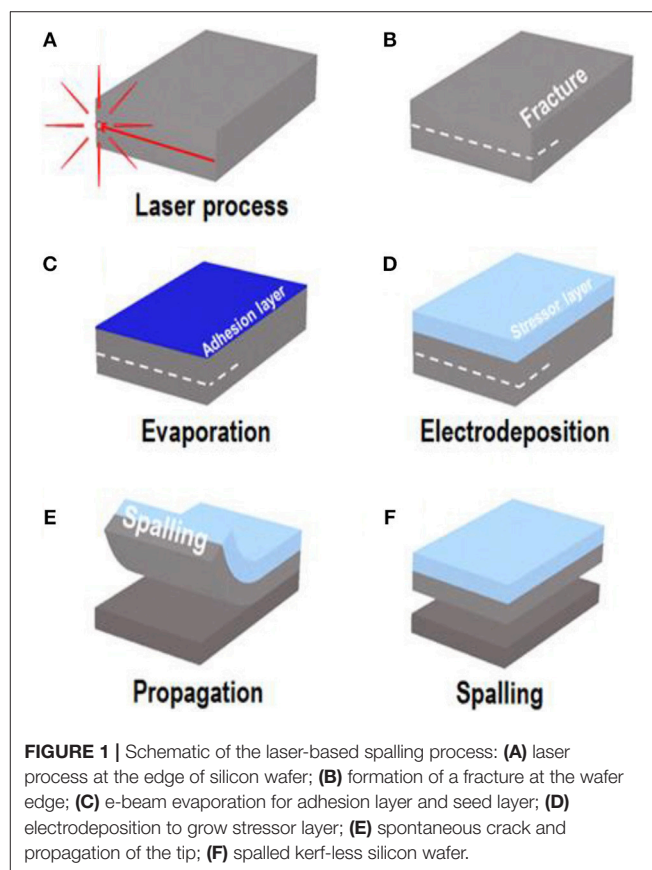 A
B
Fracture
Laser process
C
D
Adhesion layer
Stressor layer
Evaporation
Electrodeposition
E
F
Spalling
Propagation
Spalling
FIGURE 1 | Schematic of the laser-based spalling process: (A) laser
process at the edge of silicon wafer; (B) formation of a fracture at the wafer
edge; (C) e-beam evaporation for adhesion layer and seed layer; (D)
electrodeposition to grow stressor layer; (E) spontaneous crack and
propagation of the tip; (F) spalled kerf-less silicon wafer.